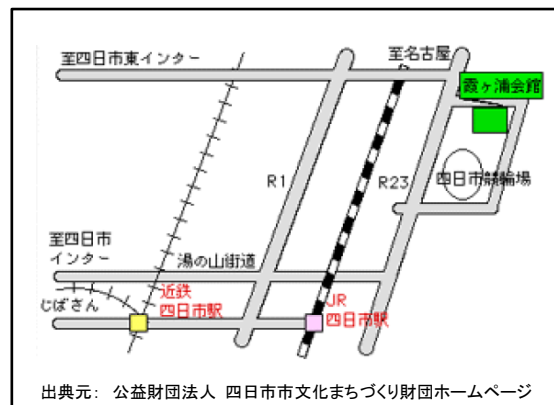 至四日市東インター
至名古屋
霞ヶ浦会館
R1
R23
四日市競輪場
至四日市
インター
湯の山街道
じばさん
近鉄
四日市駅
JR
四日市駅
出典元: 公益財団法人 四日市市文化まちづくり財団ホームページ